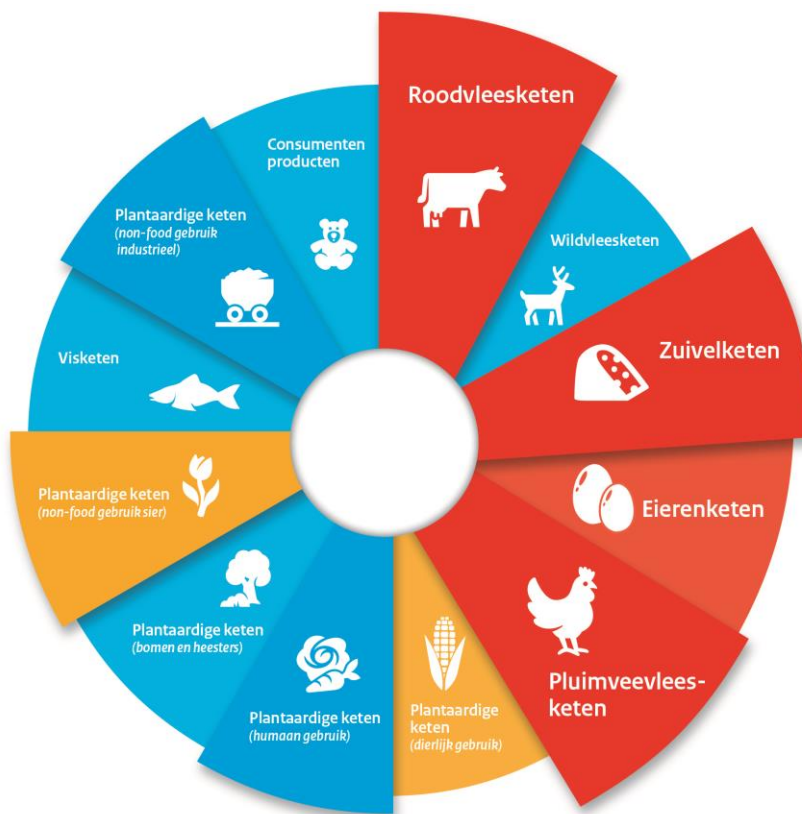 Roodvleesketen
Wildvleesketen
Zuivelketen
Eierenketen
Pluimveevlees-
keten
Plantaardige
keten
(dierlijk gebruik)
Plantaardige keten
(humaan gebruik)
Plantaardige keten
(bomen en heesters)
Plantaardige keten
(non-food gebruik sier)
Visketen
Plantaardige keten
(non-food gebruik
industrieel)
Consumenten
producten